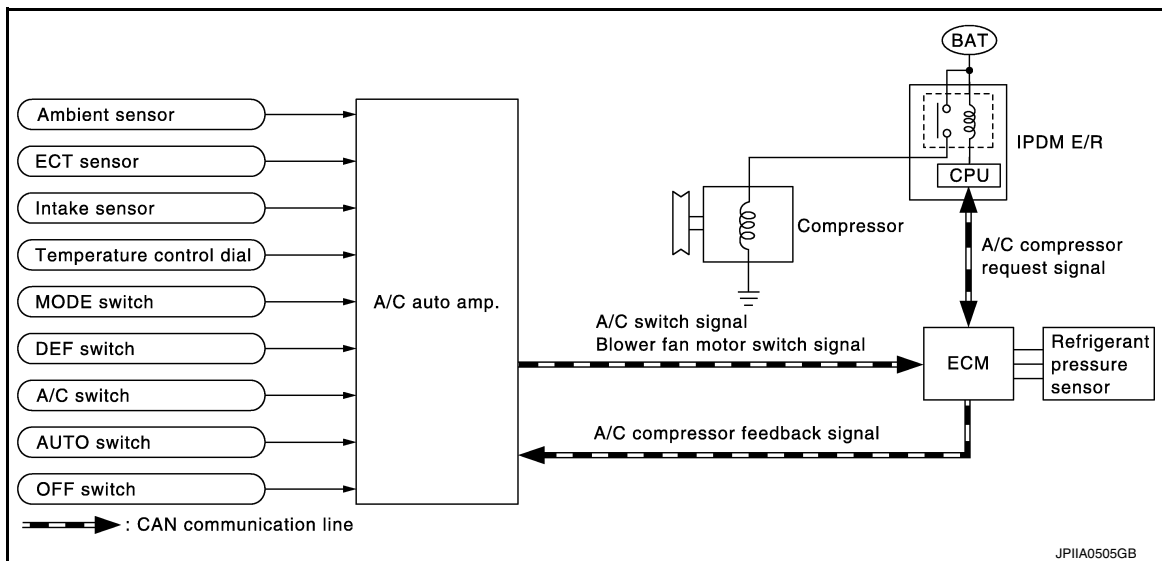 BAT
Ambient sensor
ECT sensor
Intake sensor
Temperature control dial
MODE switch
DEF switch
A/C switch
AUTO switch
OFF switch
A/C auto amp.
IPDM E/R
CPU
Compressor
A/C compressor
request signal
A/C switch signal
Blower fan motor switch signal
ECM
Refrigerant
pressure
sensor
A/C compressor feedback signal
: CAN communication line
JPIIA0505GB